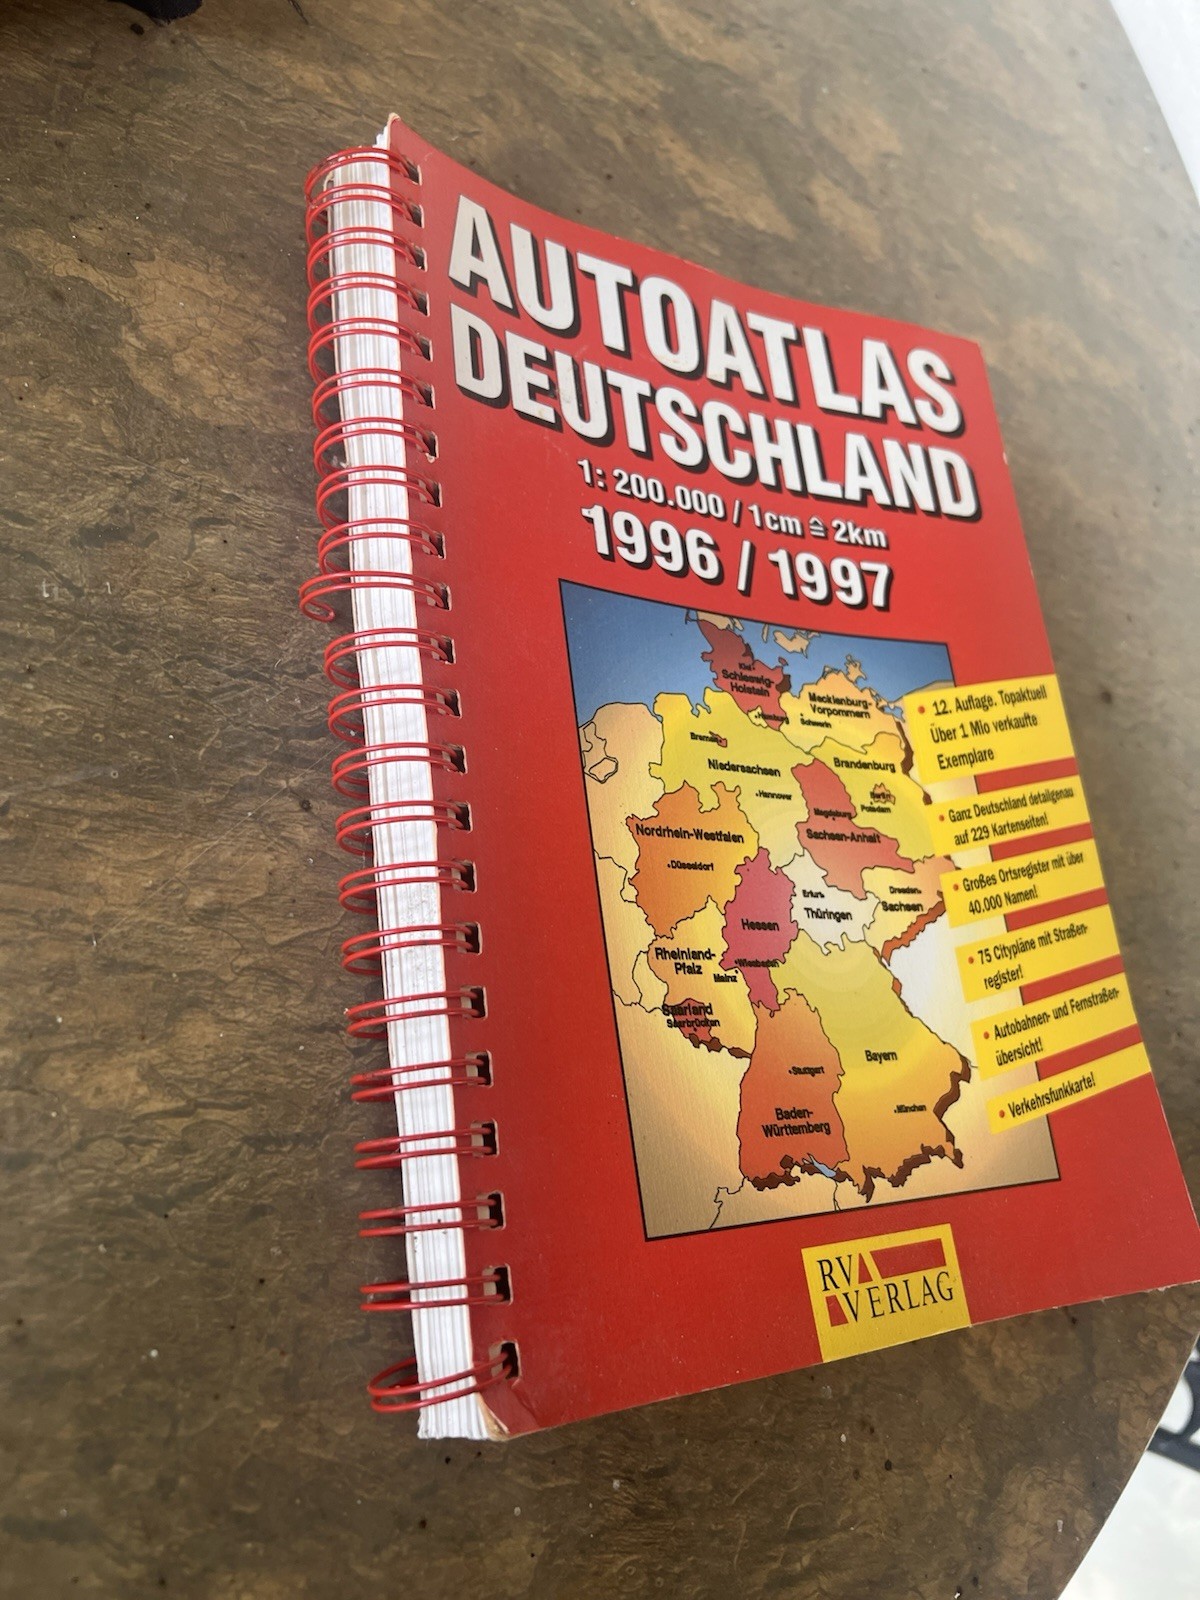 AUTOATLAS
DEUTSCHLAND
1: 200.000 / 1cm ≙ 2km
1996 / 1997
Kiel
Schleswig-
Holstein
Hamburg
Mecklenburg-
Vorpommern
Schwerin
Bremen
Niedersachsen
Hannover
Brandenburg
Berlin
Potsdam
Magdeburg
Sachsen-Anhalt
Nordrhein-Westfalen
Düsseldorf
Hessen
Wiesbaden
Erfurt
Thüringen
Dresden
Sachsen
Rheinland-
Pfalz
Mainz
Saarland
Saarbrücken
Stuttgart
Baden-
Württemberg
Bayern
München
• 12. Auflage, Topaktuell
Über 1 Mio verkaufte
Exemplare
• Ganz Deutschland detailgenau
auf 229 Kartenseiten!
• Großes Ortsregister mit über
40.000 Namen!
• 75 Citypläne mit Straßen-
register!
• Autobahnen- und Fernstraßen-
übersicht!
• Verkehrsfunkkarte!
RV
VERLAG